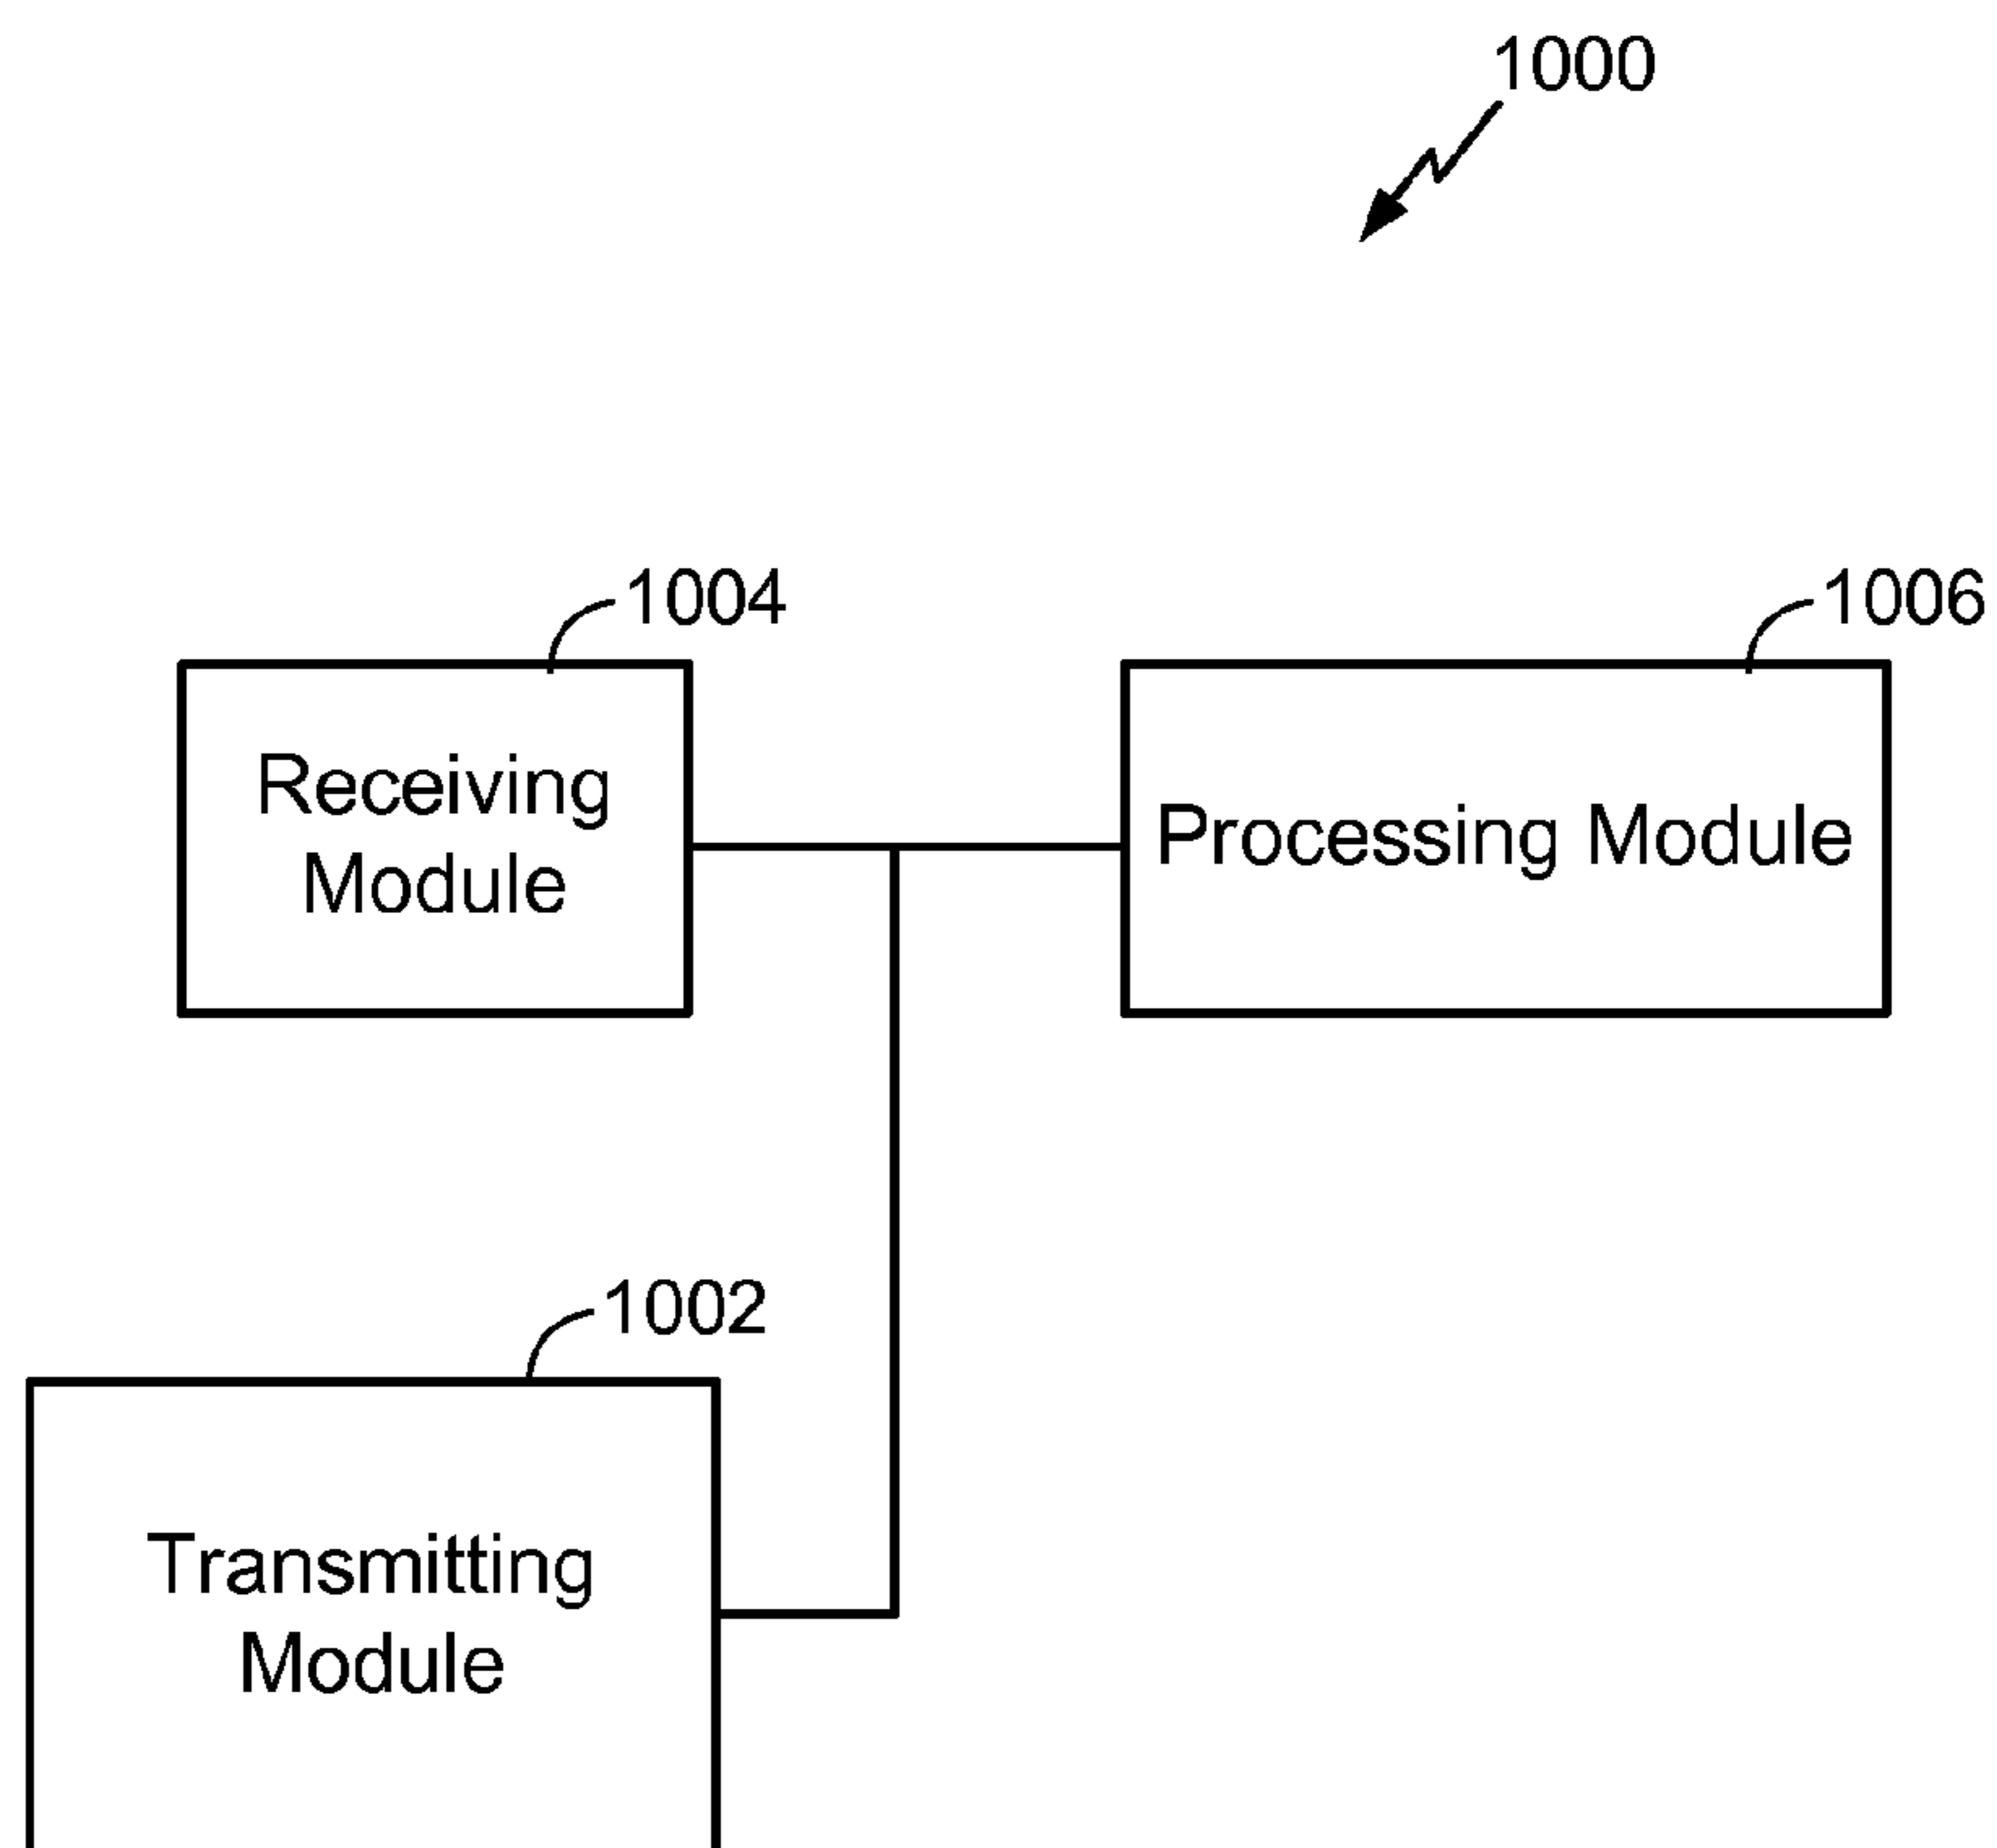 1000
1004
1006
Receiving
Module
Processing Module
1002
Transmitting
Module